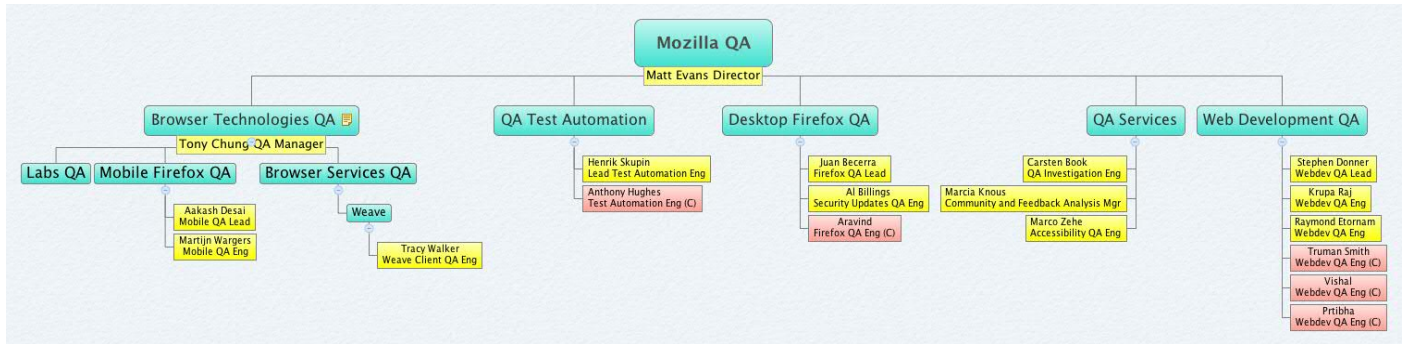 Mozilla QA
Matt Evans Director
Browser Technologies QA
Tony Chung QA Manager
Labs QA
Mobile Firefox QA
Aakash Desai
Mobile QA Lead
Martijn Wargers
Mobile QA Eng
Browser Services QA
Weave
Tracy Walker
Weave Client QA Eng
QA Test Automation
Henrik Skupin
Lead Test Automation Eng
Anthony Hughes
Test Automation Eng (C)
Desktop Firefox QA
Juan Becerra
Firefox QA Lead
Al Billings
Security Updates QA Eng
Aravind
Firefox QA Eng (C)
QA Services
Carsten Book
QA Investigation Eng
Marcia Knous
Community and Feedback Analysis Mgr
Marco Zehe
Accessibility QA Eng
Web Development QA
Stephen Donner
Webdev QA Lead
Krupa Raj
Webdev QA Eng
Raymond Etornam
Webdev QA Eng
Truman Smith
Webdev QA Eng (C)
Vishal
Webdev QA Eng (C)
Prtibha
Webdev QA Eng (C)